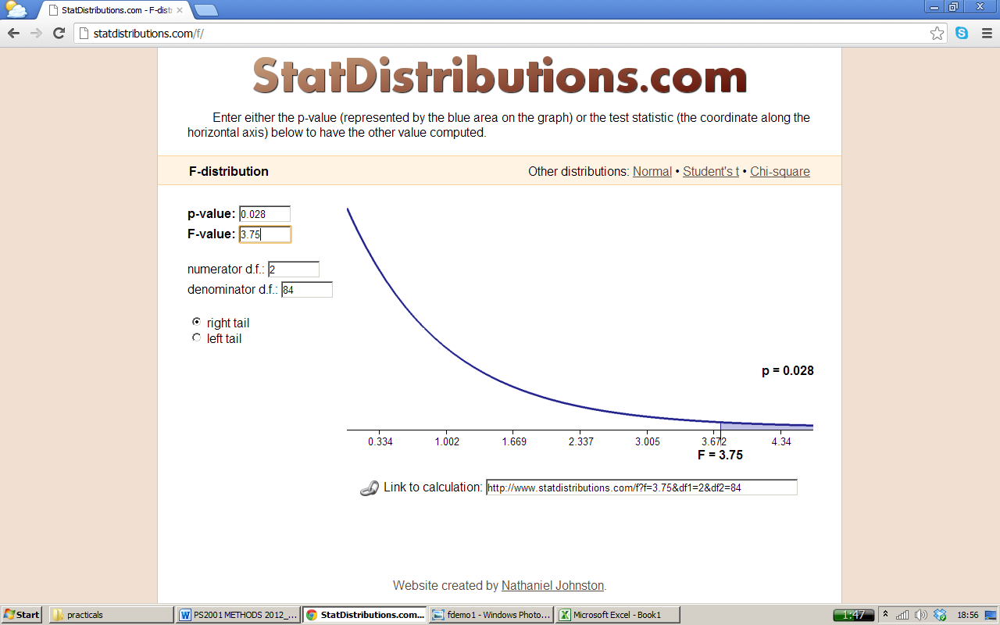 StatDistributions.com - F-dist
statdistributions.com/f/
StatDistributions.com
Enter either the p-value (represented by the blue area on the graph) or the test statistic (the coordinate along the
horizontal axis) below to have the other value computed.
F-distribution
Other distributions: Normal • Student's t • Chi-square
p-value: 0.028
F-value: 3.75
numerator d.f.: 2
denominator d.f.: 84
right tail
left tail
p = 0.028
0.334 1.002 1.669 2.337 3.005 3.672 4.34
F = 3.75
Link to calculation: http://www.statdistributions.com/f?f=3.75&df1=2&df2=84
Website created by Nathaniel Johnston.
Start practicals PS2001 METHODS 2012_... StatDistributions.com... fdemo1 - Windows Photo... Microsoft Excel - Book1 1:47 18:56